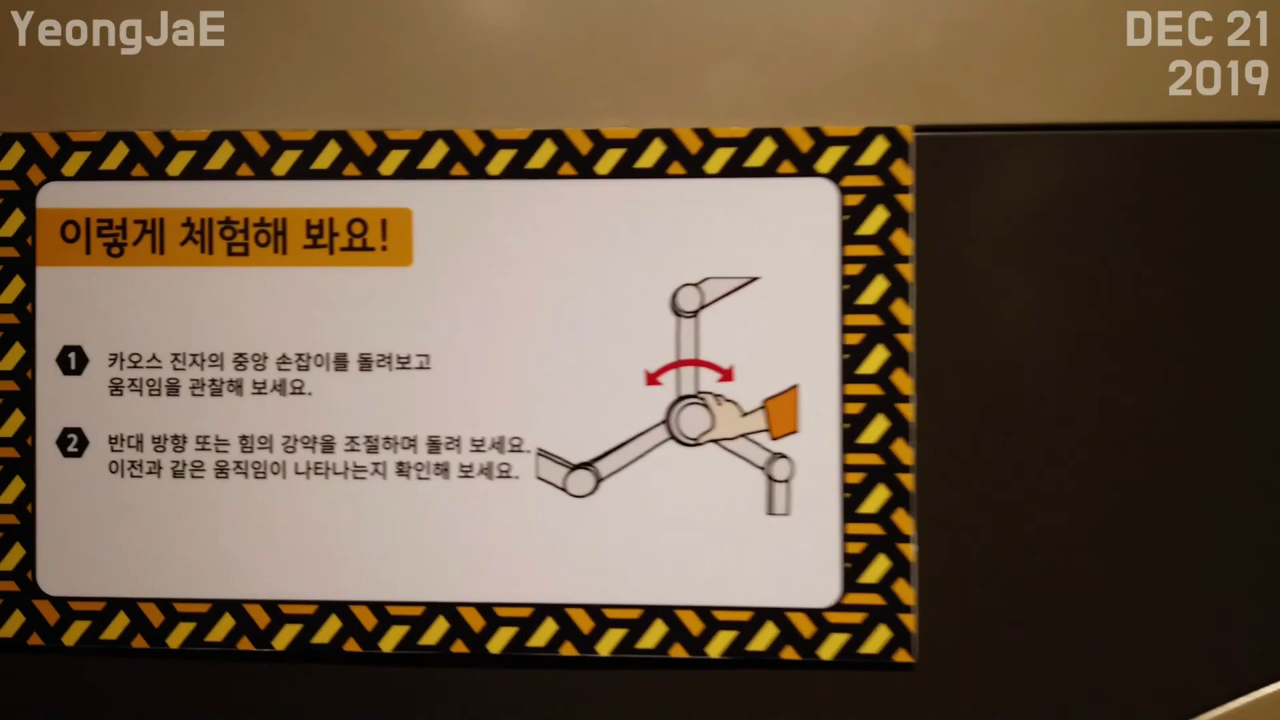 YeongJaE
DEC 21
2019
이렇게 체험해 봐요!
1 카오스 진자의 중앙 손잡이를 돌려보고
움직임을 관찰해 보세요.
2 반대 방향 또는 힘의 강약을 조절하며 돌려 보세요.
이전과 같은 움직임이 나타나는지 확인해 보세요.